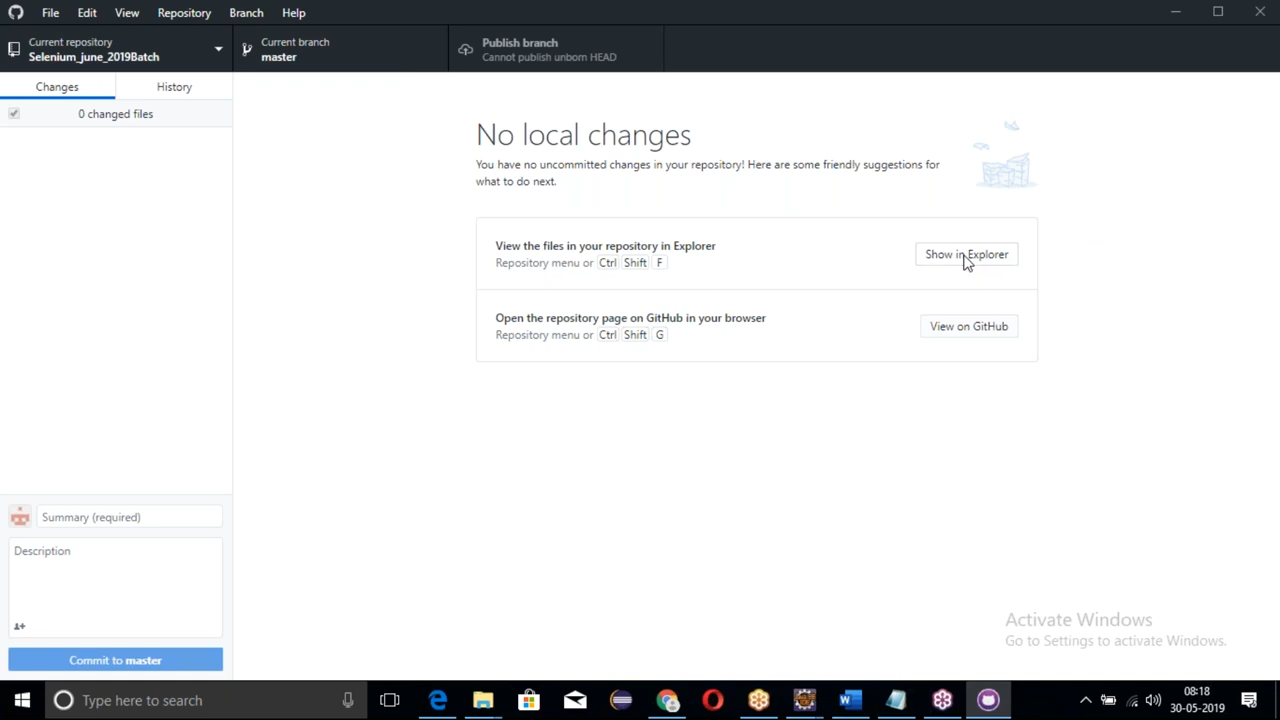 File Edit View Repository Branch Help
Current repository
Selenium_june_2019Batch
Current branch
master
Publish branch
Cannot publish unborn HEAD
Changes History
0 changed files
No local changes
You have no uncommitted changes in your repository! Here are some friendly suggestions for
what to do next.
View the files in your repository in Explorer
Repository menu or Ctrl Shift F
Show in Explorer
Open the repository page on GitHub in your browser
Repository menu or Ctrl Shift G
View on GitHub
Summary (required)
Description
Commit to master
Activate Windows
Go to Settings to activate Windows.
Type here to search
08:18
30-05-2019